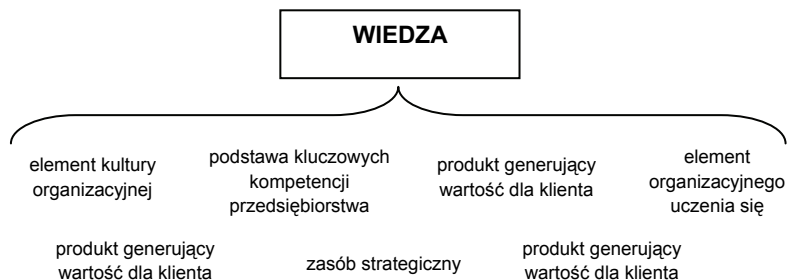 WIEDZA
element kultury
organizacyjnej
podstawa kluczowych
kompetencji
przedsiębiorstwa
produkt generujący
wartość dla klienta
element
organizacyjnego
uczenia się
produkt generujący
wartość dla klienta
zasób strategiczny
produkt generujący
wartość dla klienta